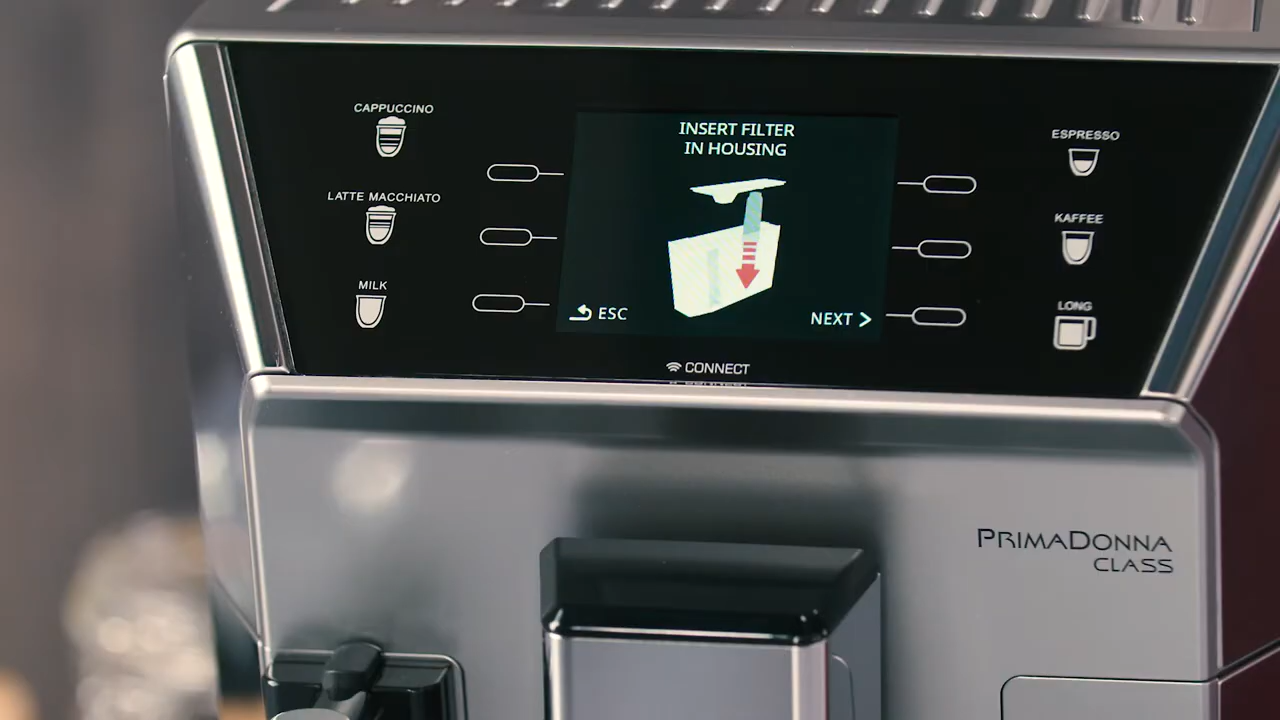 CAPPUCCINO
LATTE MACCHIATO
MILK
INSERT FILTER
IN HOUSING
ESC
NEXT
CONNECT
ESPRESSO
KAFFEE
LONG
PRIMADONNA
CLASS